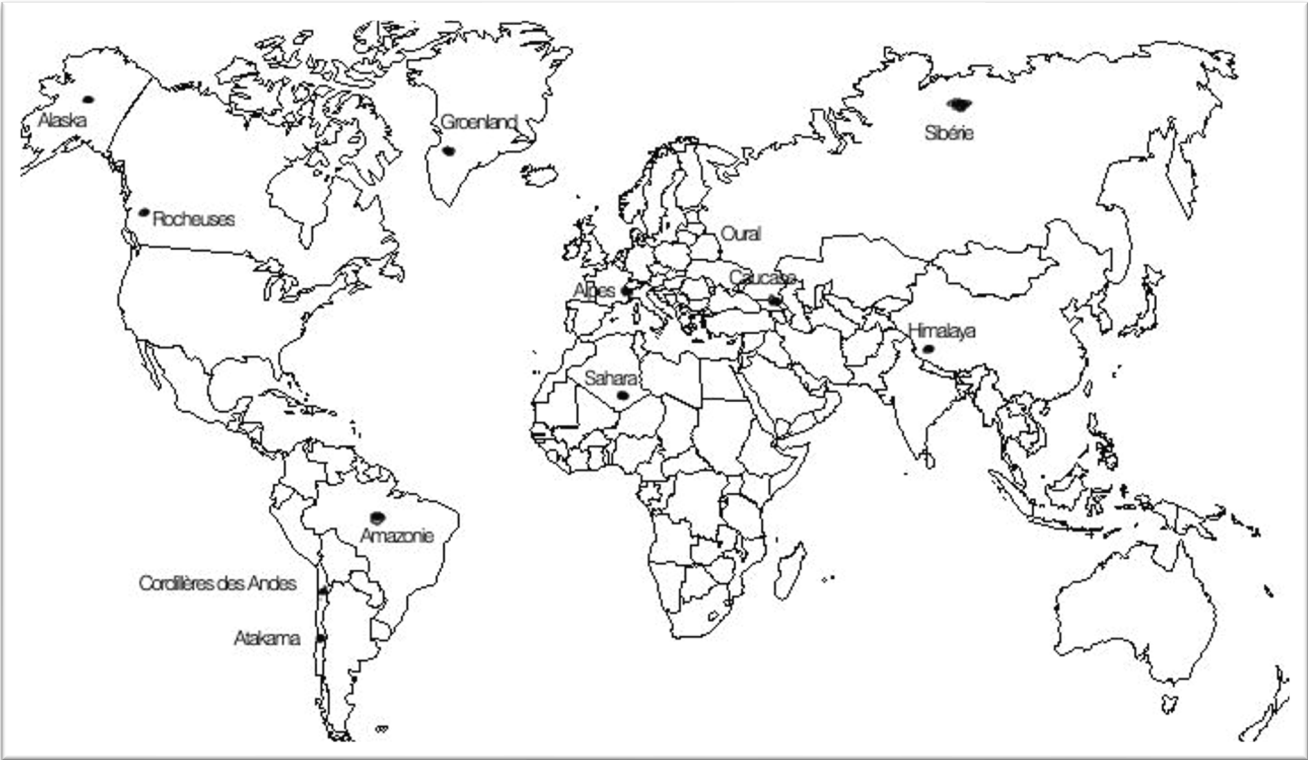 Alaska
Groenland
Sibérie
Rocheuses
Oural
Caucase
Alpes
Himalaya
Sahara
Amazonie
Cordillères des Andes
Atakama